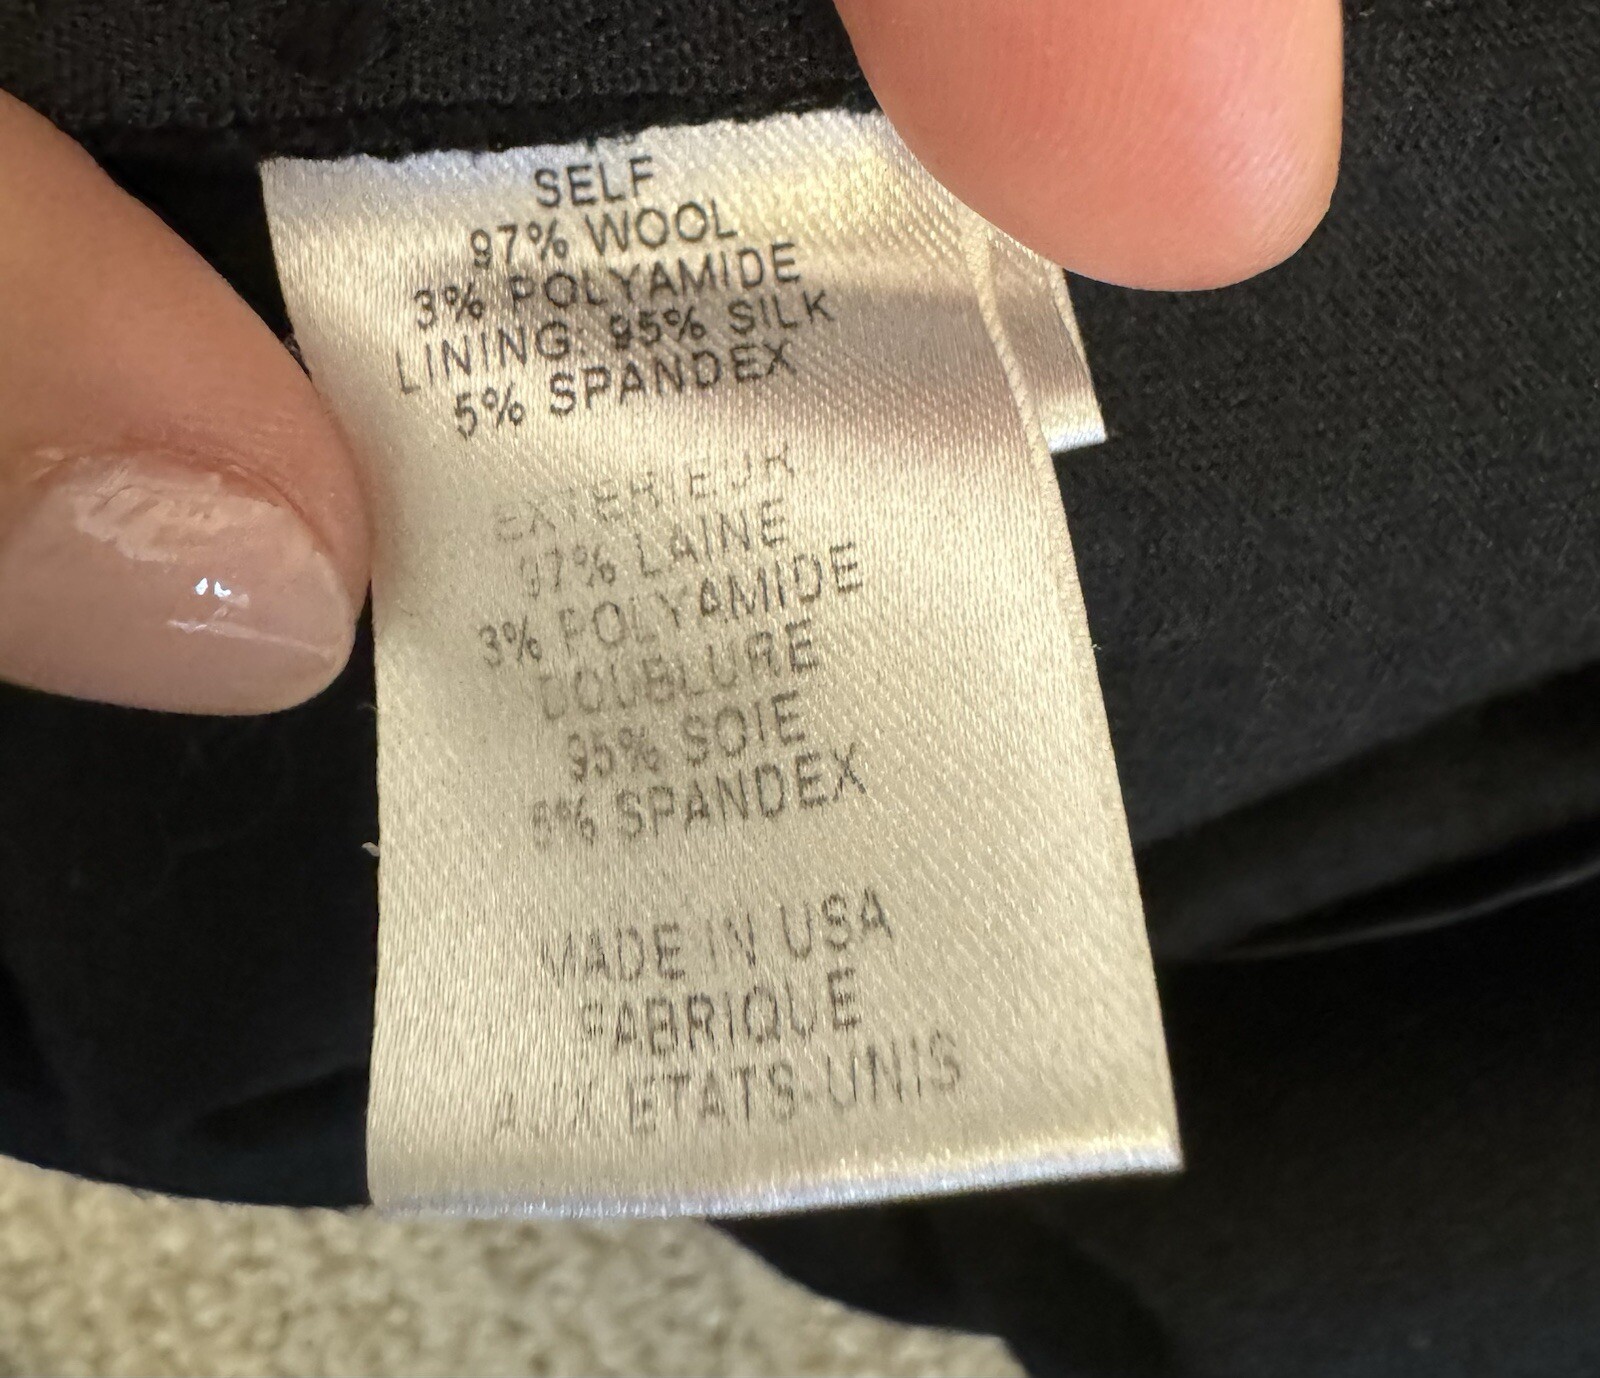 SELF
97% WOOL
3% POLYAMIDE
LINING: 95% SILK
5% SPANDEX
EXTERIEUR
97% LAINE
3% POLYAMIDE
DOUBLURE
95% SOIE
5% SPANDEX
MADE IN USA
FABRIQUE
AUX ETATS-UNIS